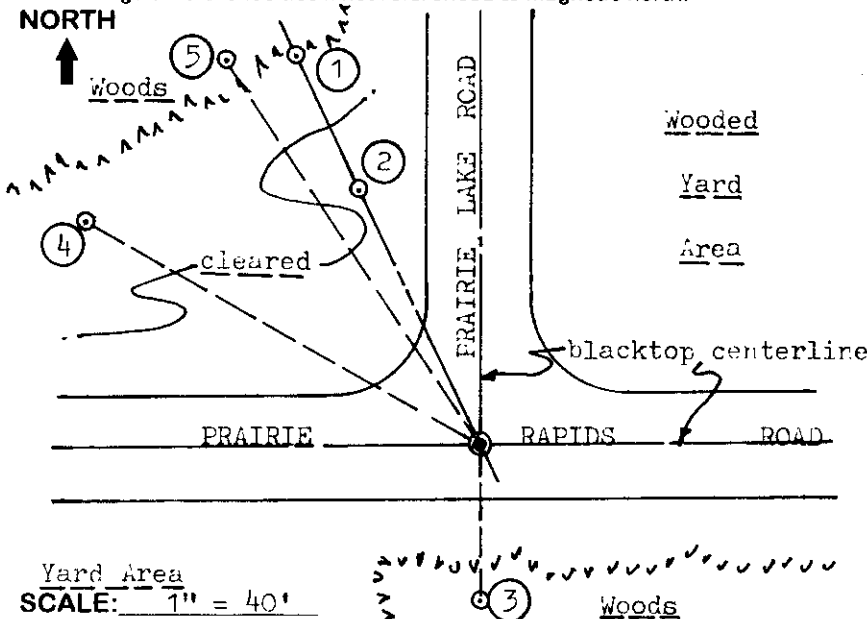 NORTH
5
1
Woods
2
Wooded
Yard
Area
PRAIRIE LAKE ROAD
4
cleared
blacktop centerline
PRAIRIE RAPIDS ROAD
Yard Area
SCALE: 1" = 40'
3
Woods